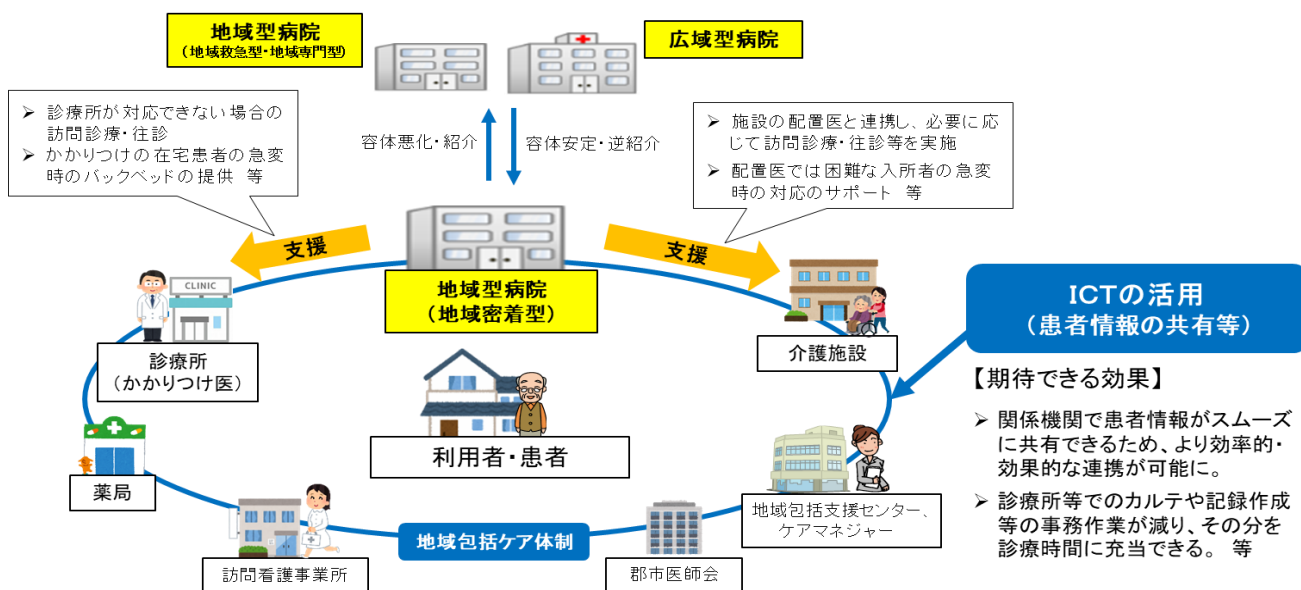 地域型病院
（地域救急型・地域専門型）
広域型病院
➢ 診療所が対応できない場合の
訪問診療・往診
➢ かかりつけの在宅患者の急変
時のバックベッドの提供 等
容体悪化・紹介
容体安定・逆紹介
➢ 施設の配置医と連携し、必要に応
じて訪問診療・往診等を実施
➢ 配置医では困難な入所者の急変
時の対応のサポート 等
支援
支援
CLINIC
地域型病院
（地域密着型）
診療所
（かかりつけ医）
介護施設
ICTの活用
（患者情報の共有等）
【期待できる効果】
➢ 関係機関で患者情報がスムーズ
に共有できるため、より効率的・
効果的な連携が可能に。
➢ 診療所等でのカルテや記録作成
等の事務作業が減り、その分を
診療時間に充当できる。 等
利用者・患者
薬局
地域包括支援センター、
ケアマネジャー
地域包括ケア体制
訪問看護事業所
郡市医師会